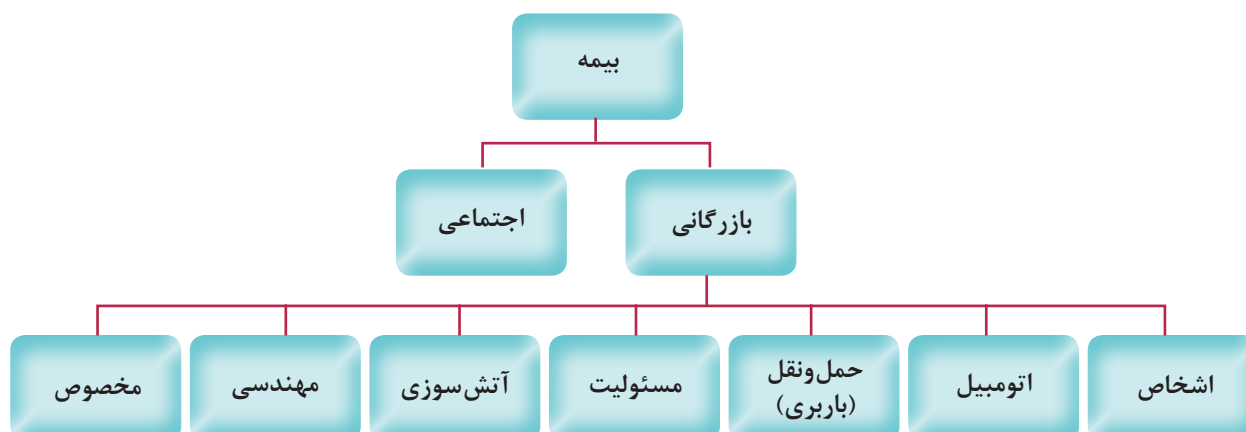 بیمه
بازرگانی
اجتماعی
اشخاص
اتومبیل
حمل‌ونقل
(باربری)
مسئولیت
آتش‌سوزی
مهندسی
مخصوص